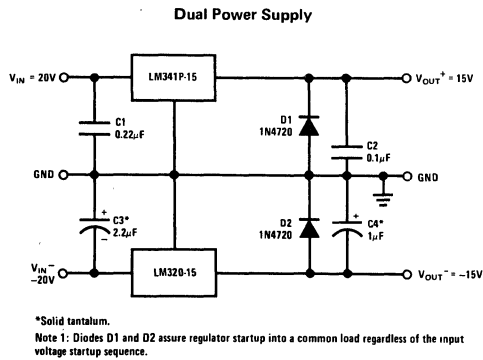 Dual Power Supply
V_IN = 20V
LM341P-15
V_OUT+ = 15V
C1
0.22μF
D1
1N4720
C2
0.1μF
GND
GND
+
C3*
2.2μF
–
D2
1N4720
+
C4*
1μF
V_IN–
–20V
LM320-15
V_OUT– = –15V
*Solid tantalum.
Note 1: Diodes D1 and D2 assure regulator startup into a common load regardless of the input
voltage startup sequence.